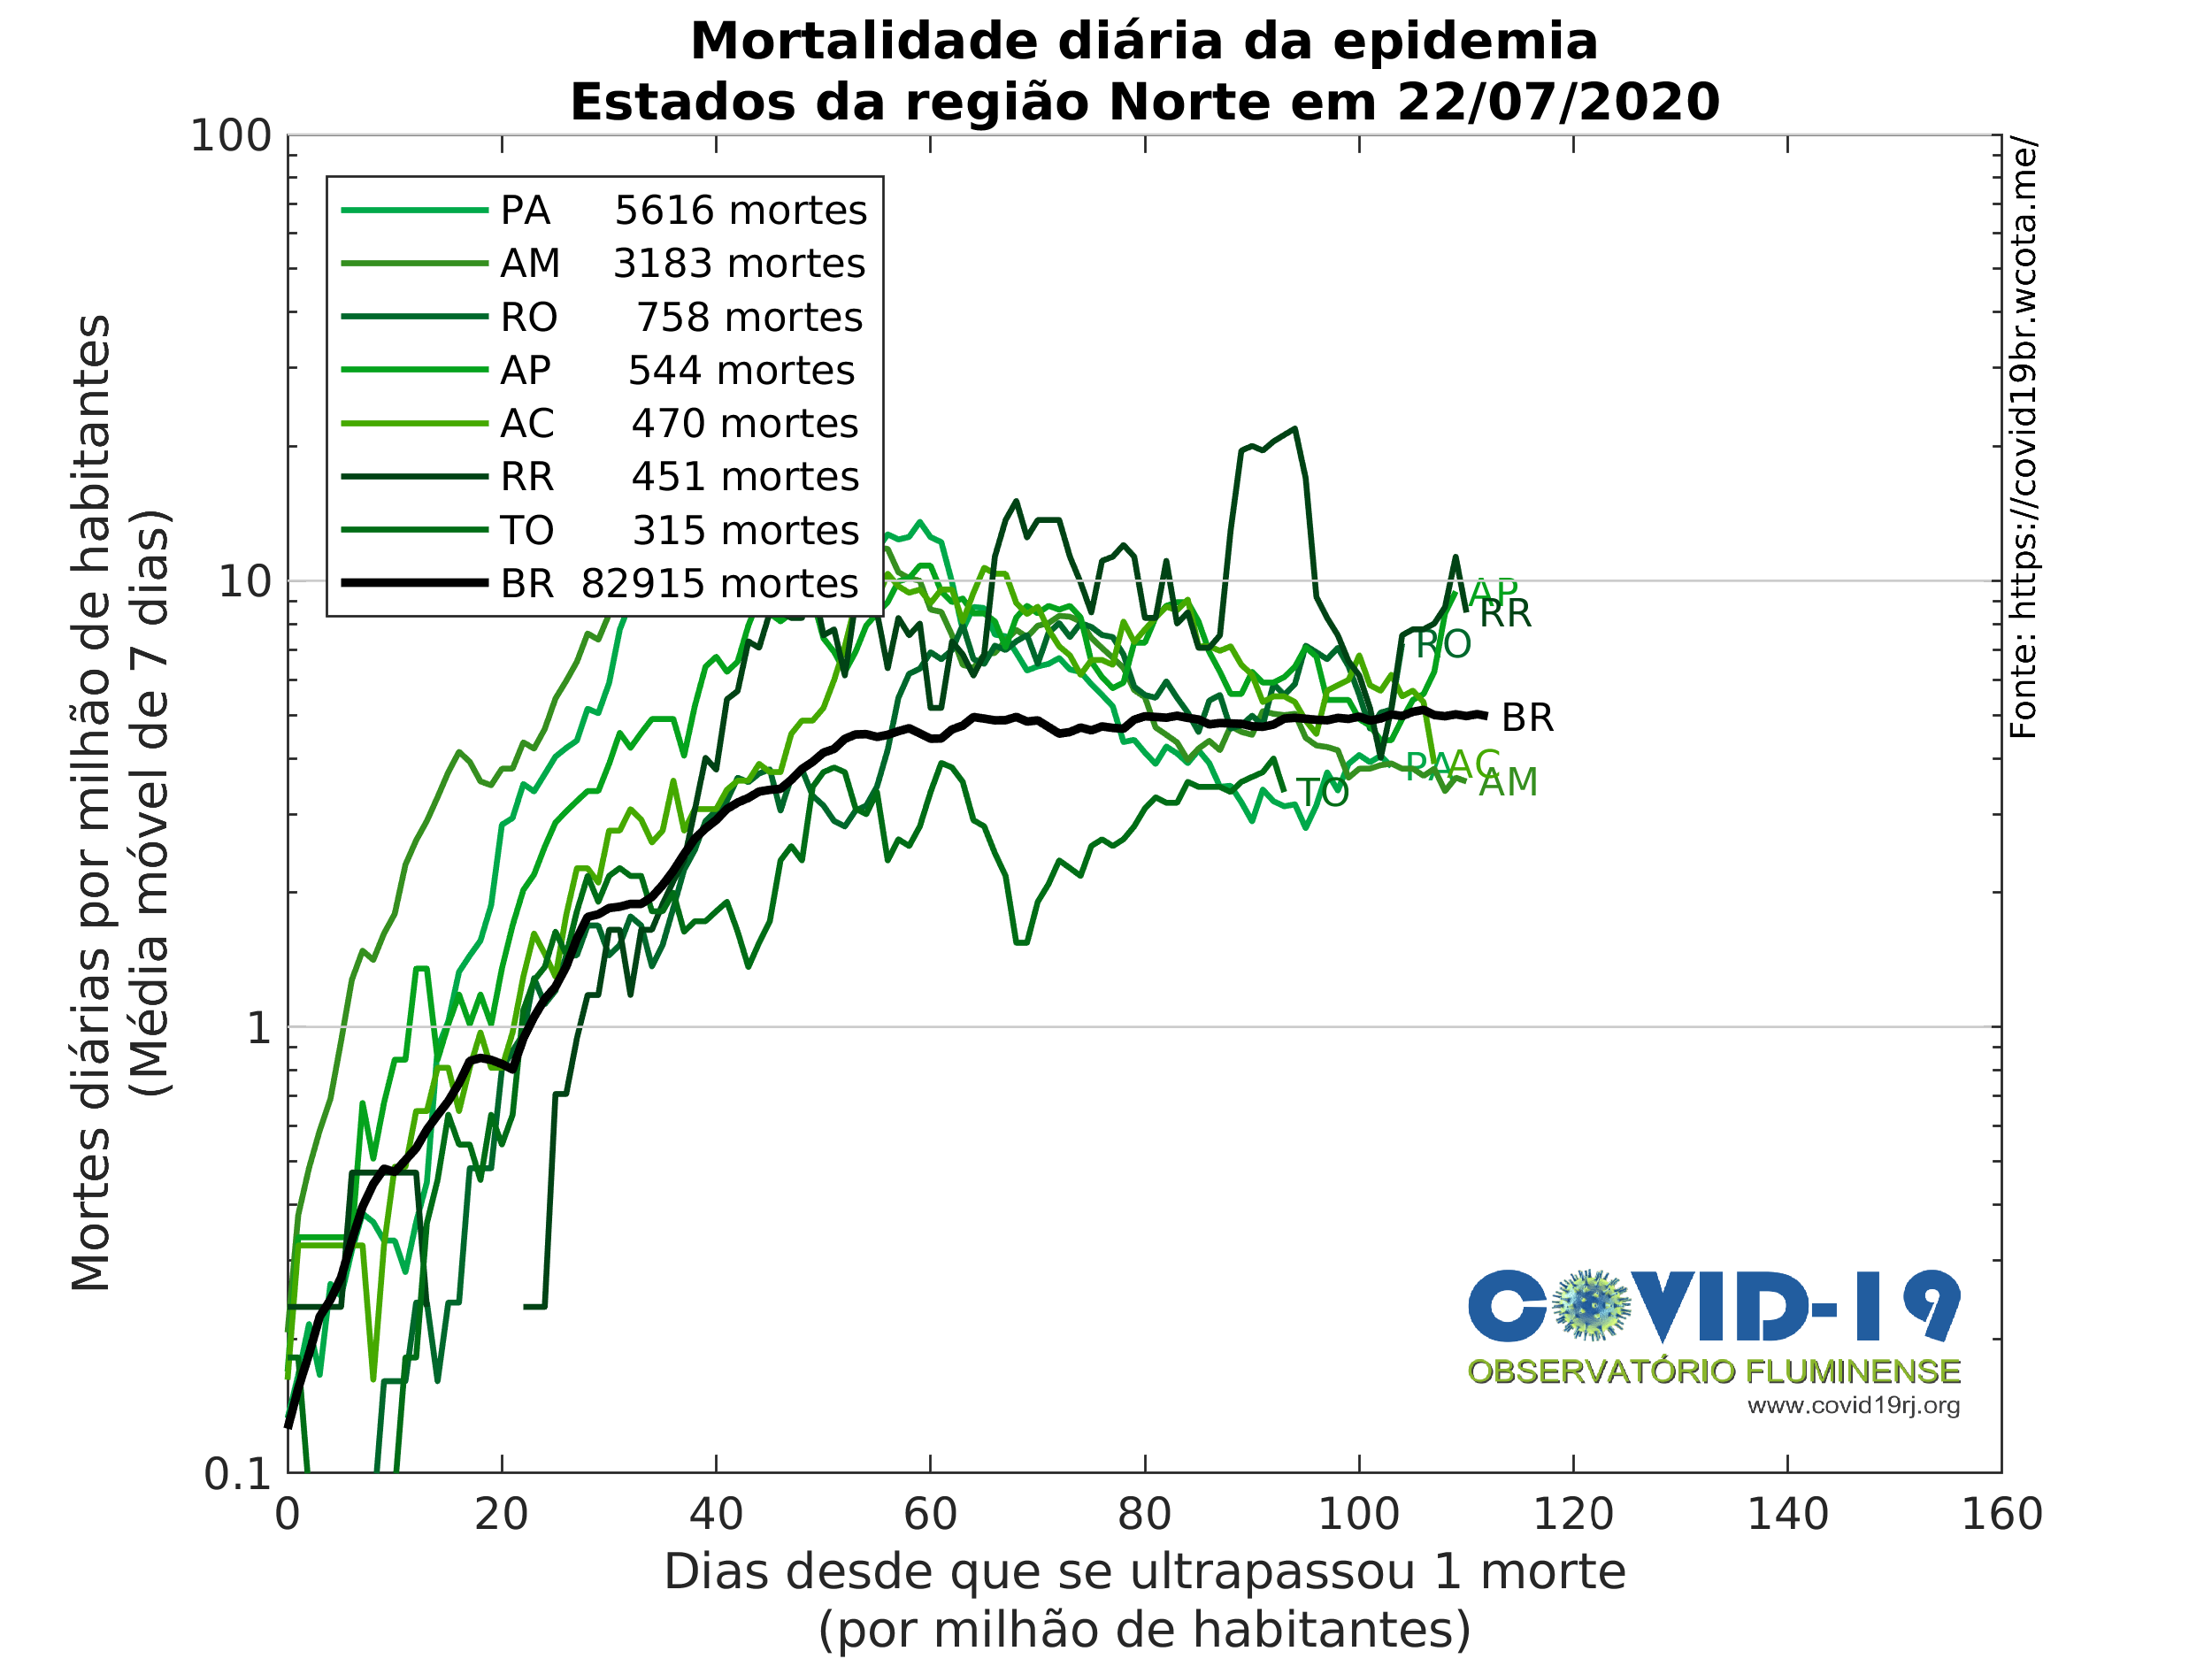 Mortalidade diária da epidemia
Estados da região Norte em 22/07/2020
Fonte: https://covid19br.wcota.me/
Mortes diárias por milhão de habitantes
(Média móvel de 7 dias)
100
10
1
0.1
PA 5616 mortes
AM 3183 mortes
RO 758 mortes
AP 544 mortes
AC 470 mortes
RR 451 mortes
TO 315 mortes
BR 82915 mortes
AP
RR
RO
BR
PA
AC
AM
TO
COVID-19
OBSERVATÓRIO FLUMINENSE
www.covid19rj.org
0 20 40 60 80 100 120 140 160
Dias desde que se ultrapassou 1 morte
(por milhão de habitantes)